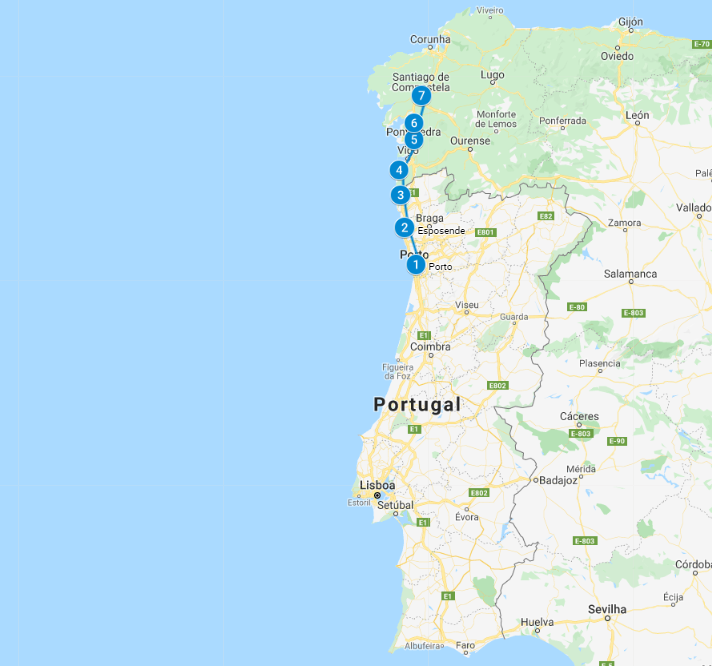 Viveiro
Gijón
Corunha
E-70
Oviedo
Santiago de
Compostela
Lugo
7
Monforte
de Lemos
Ponferrada
León
6
Pontevedra
5
Ourense
Vigo
4
Palê
3
E1
Braga
E82
Valladol
2
Esposende
E801
Zamora
Porto
1
Porto
Salamanca
Viseu
E-80
E-803
Guarda
E1
Coimbra
Figueira
da Foz
Plasencia
E802
Portugal
Cáceres
E1
E-803
E-90
Mérida
Lisboa
Badajoz
E802
Estoril
Setúbal
Évora
E1
E-803
Córdoba
E1
Écija
Sevilha
Huelva
Albufeira
Faro
E-5